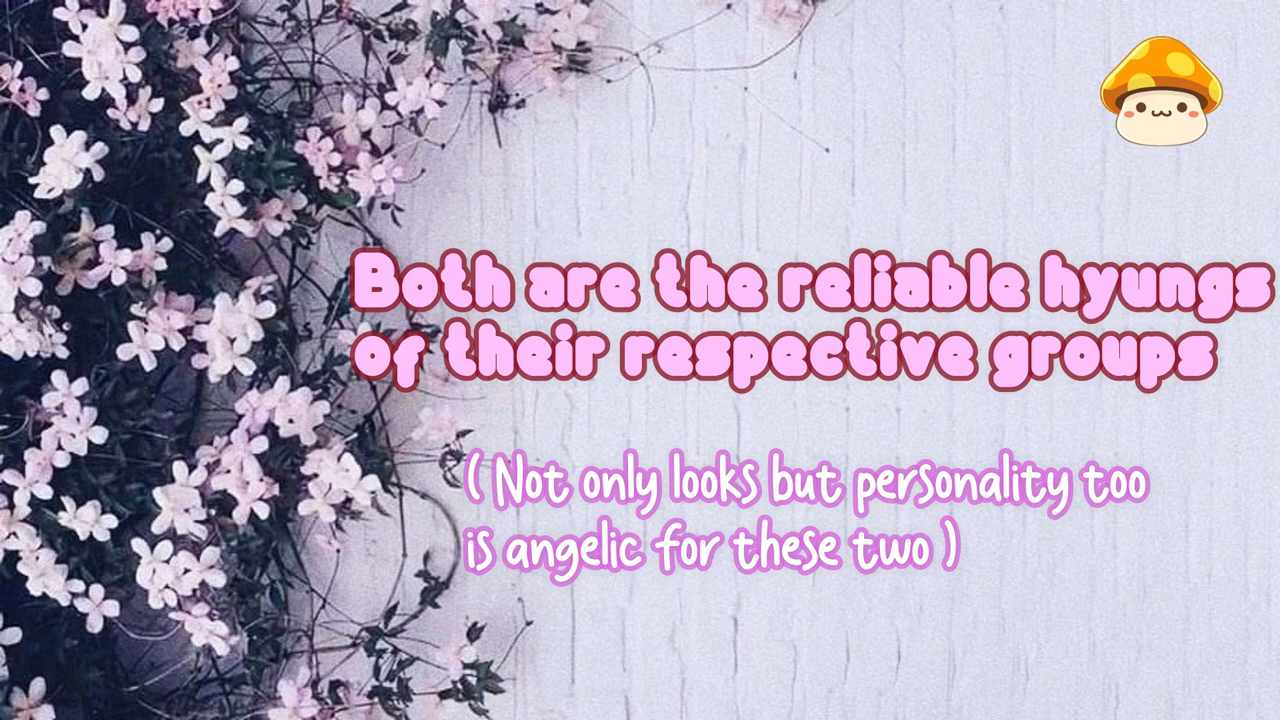 Both are the reliable hyungs
of their respective groups
( Not only looks but personality too
is angelic for these two )